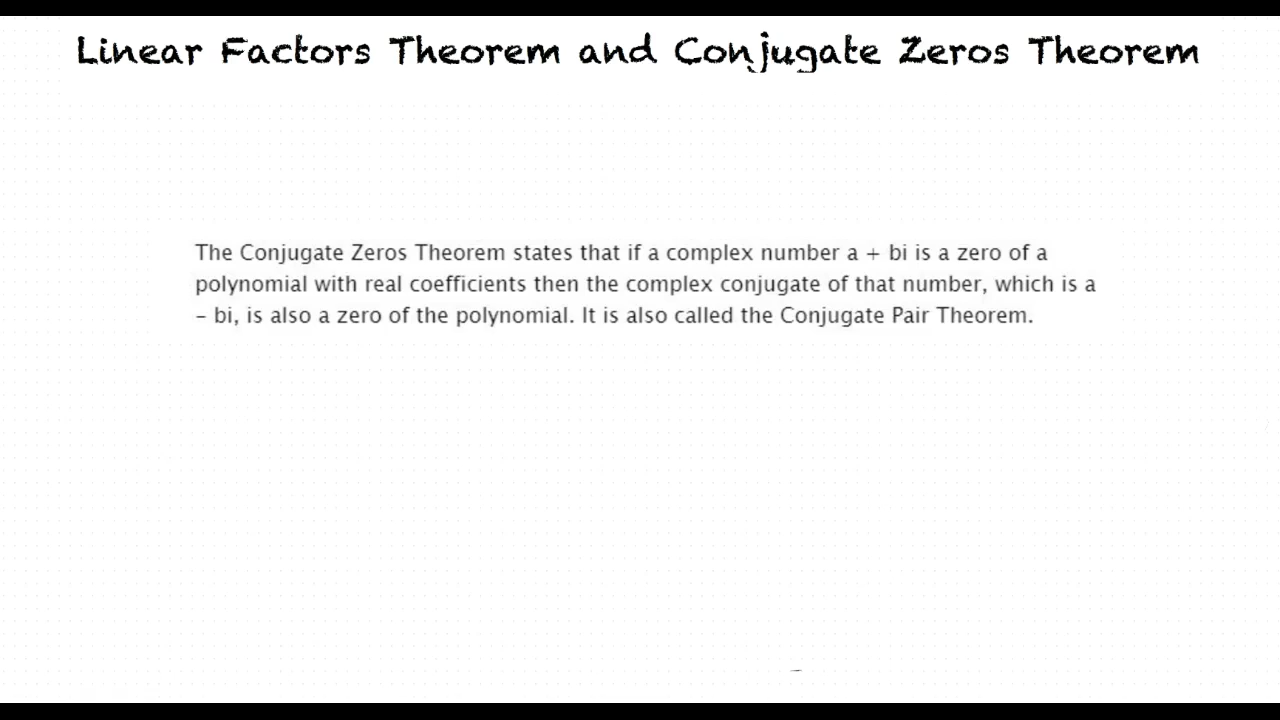 Linear Factors Theorem and Conjugate Zeros Theorem
The Conjugate Zeros Theorem states that if a complex number a + bi is a zero of a
polynomial with real coefficients then the complex conjugate of that number, which is a
– bi, is also a zero of the polynomial. It is also called the Conjugate Pair Theorem.